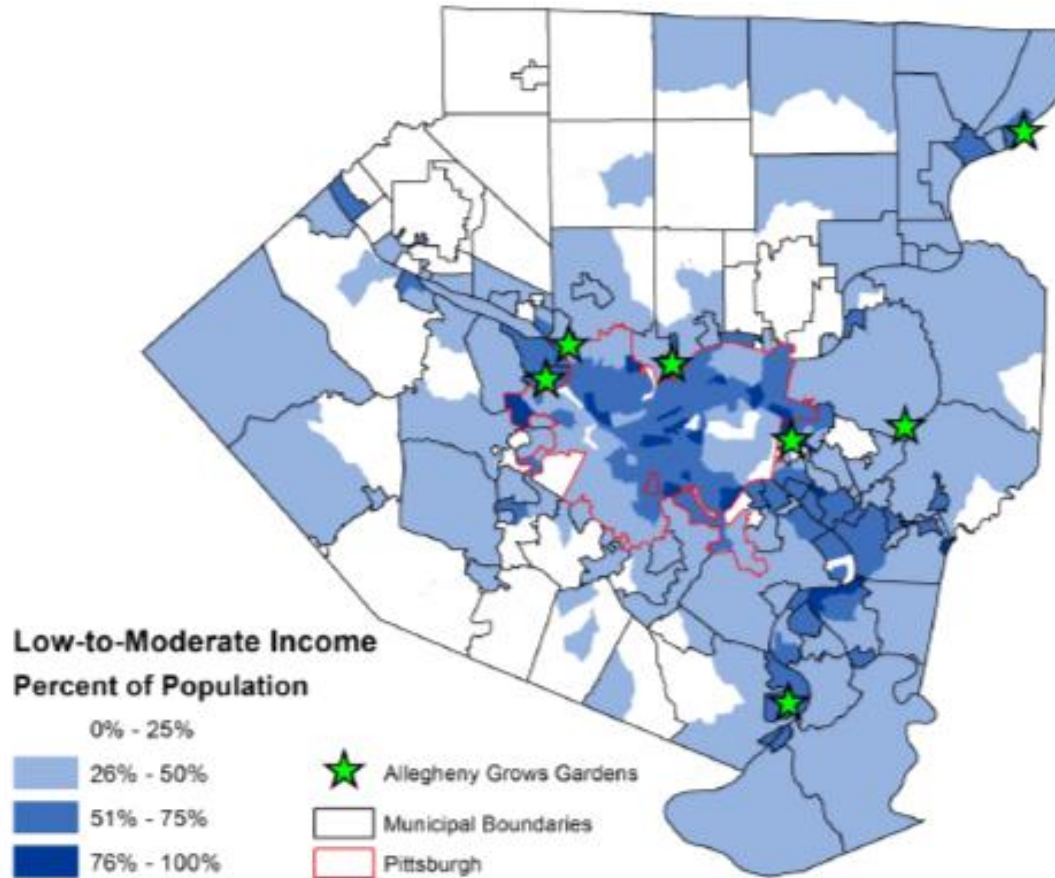 Low-to-Moderate Income
Percent of Population
0% - 25%
26% - 50%
51% - 75%
76% - 100%
Allegheny Grows Gardens
Municipal Boundaries
Pittsburgh